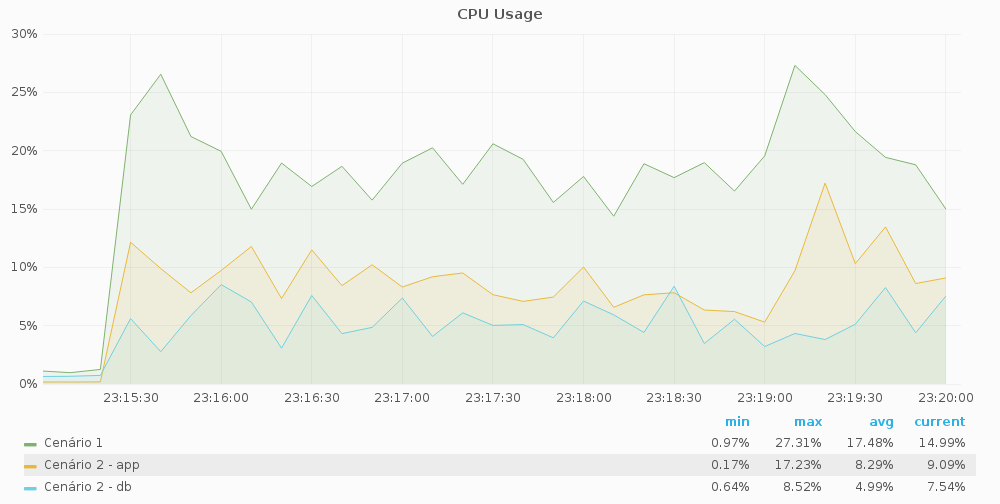 CPU Usage
30%
25%
20%
15%
10%
5%
0%
23:15:30 23:16:00 23:16:30 23:17:00 23:17:30 23:18:00 23:18:30 23:19:00 23:19:30 23:20:00
min max avg current
Cenário 1 0.97% 27.31% 17.48% 14.99%
Cenário 2 - app 0.17% 17.23% 8.29% 9.09%
Cenário 2 - db 0.64% 8.52% 4.99% 7.54%